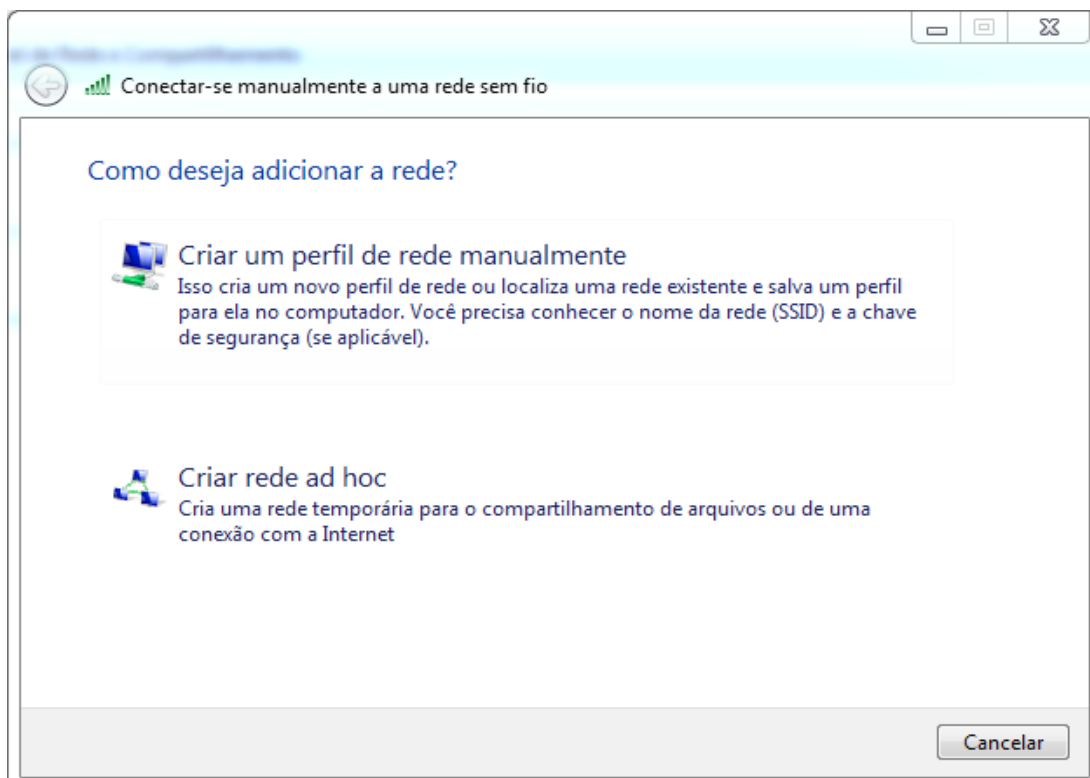 de Rede e Compartilhamento
Conectar-se manualmente a uma rede sem fio
Como deseja adicionar a rede?
Criar um perfil de rede manualmente
Isso cria um novo perfil de rede ou localiza uma rede existente e salva um perfil
para ela no computador. Você precisa conhecer o nome da rede (SSID) e a chave
de segurança (se aplicável).
Criar rede ad hoc
Cria uma rede temporária para o compartilhamento de arquivos ou de uma
conexão com a Internet
Cancelar